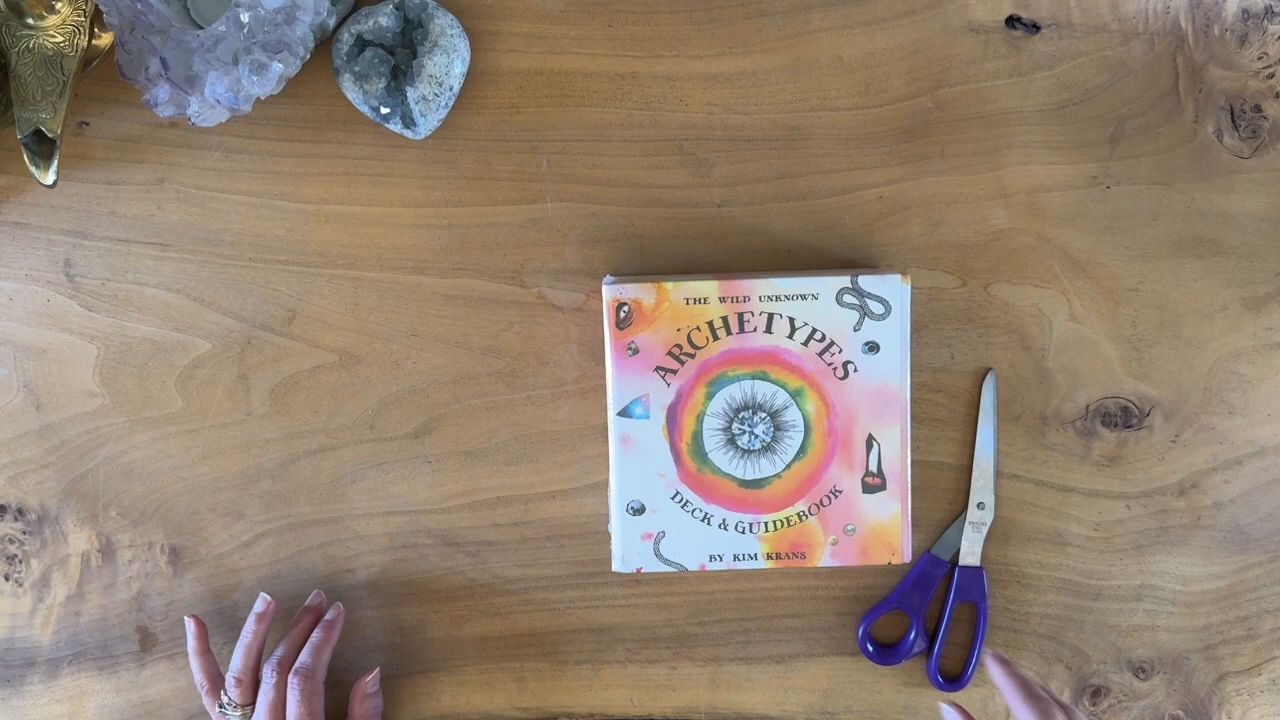 THE WILD UNKNOWN
ARCHETYPES
DECK & GUIDEBOOK
BY KIM KRANS